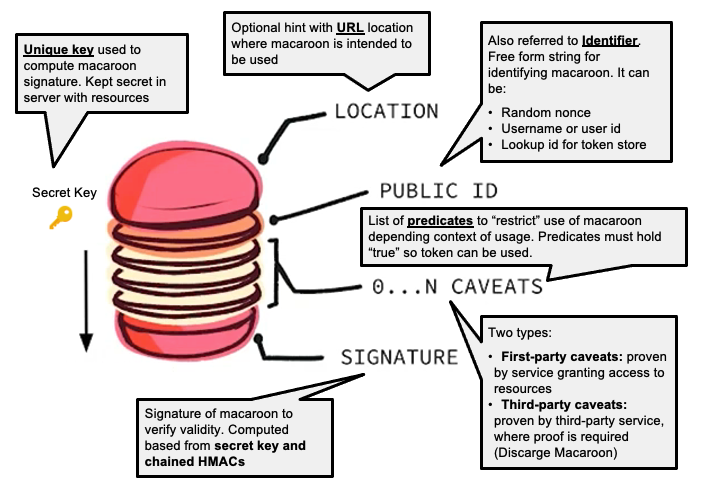 Unique key used to
compute macaroon
signature. Kept secret in
server with resources
Optional hint with URL location
where macaroon is intended to
be used
Also referred to Identifier.
Free form string for
identifying macaroon. It can
be:
• Random nonce
• Username or user id
• Lookup id for token store
LOCATION
Secret Key
PUBLIC ID
List of predicates to “restrict” use of macaroon
depending context of usage. Predicates must hold
“true” so token can be used.
0...N CAVEATS
Two types:
• First-party caveats: proven
by service granting access to
resources
• Third-party caveats:
proven by third-party service,
where proof is required
(Discarge Macaroon)
SIGNATURE
Signature of macaroon to
verify validity. Computed
based from secret key and
chained HMACs